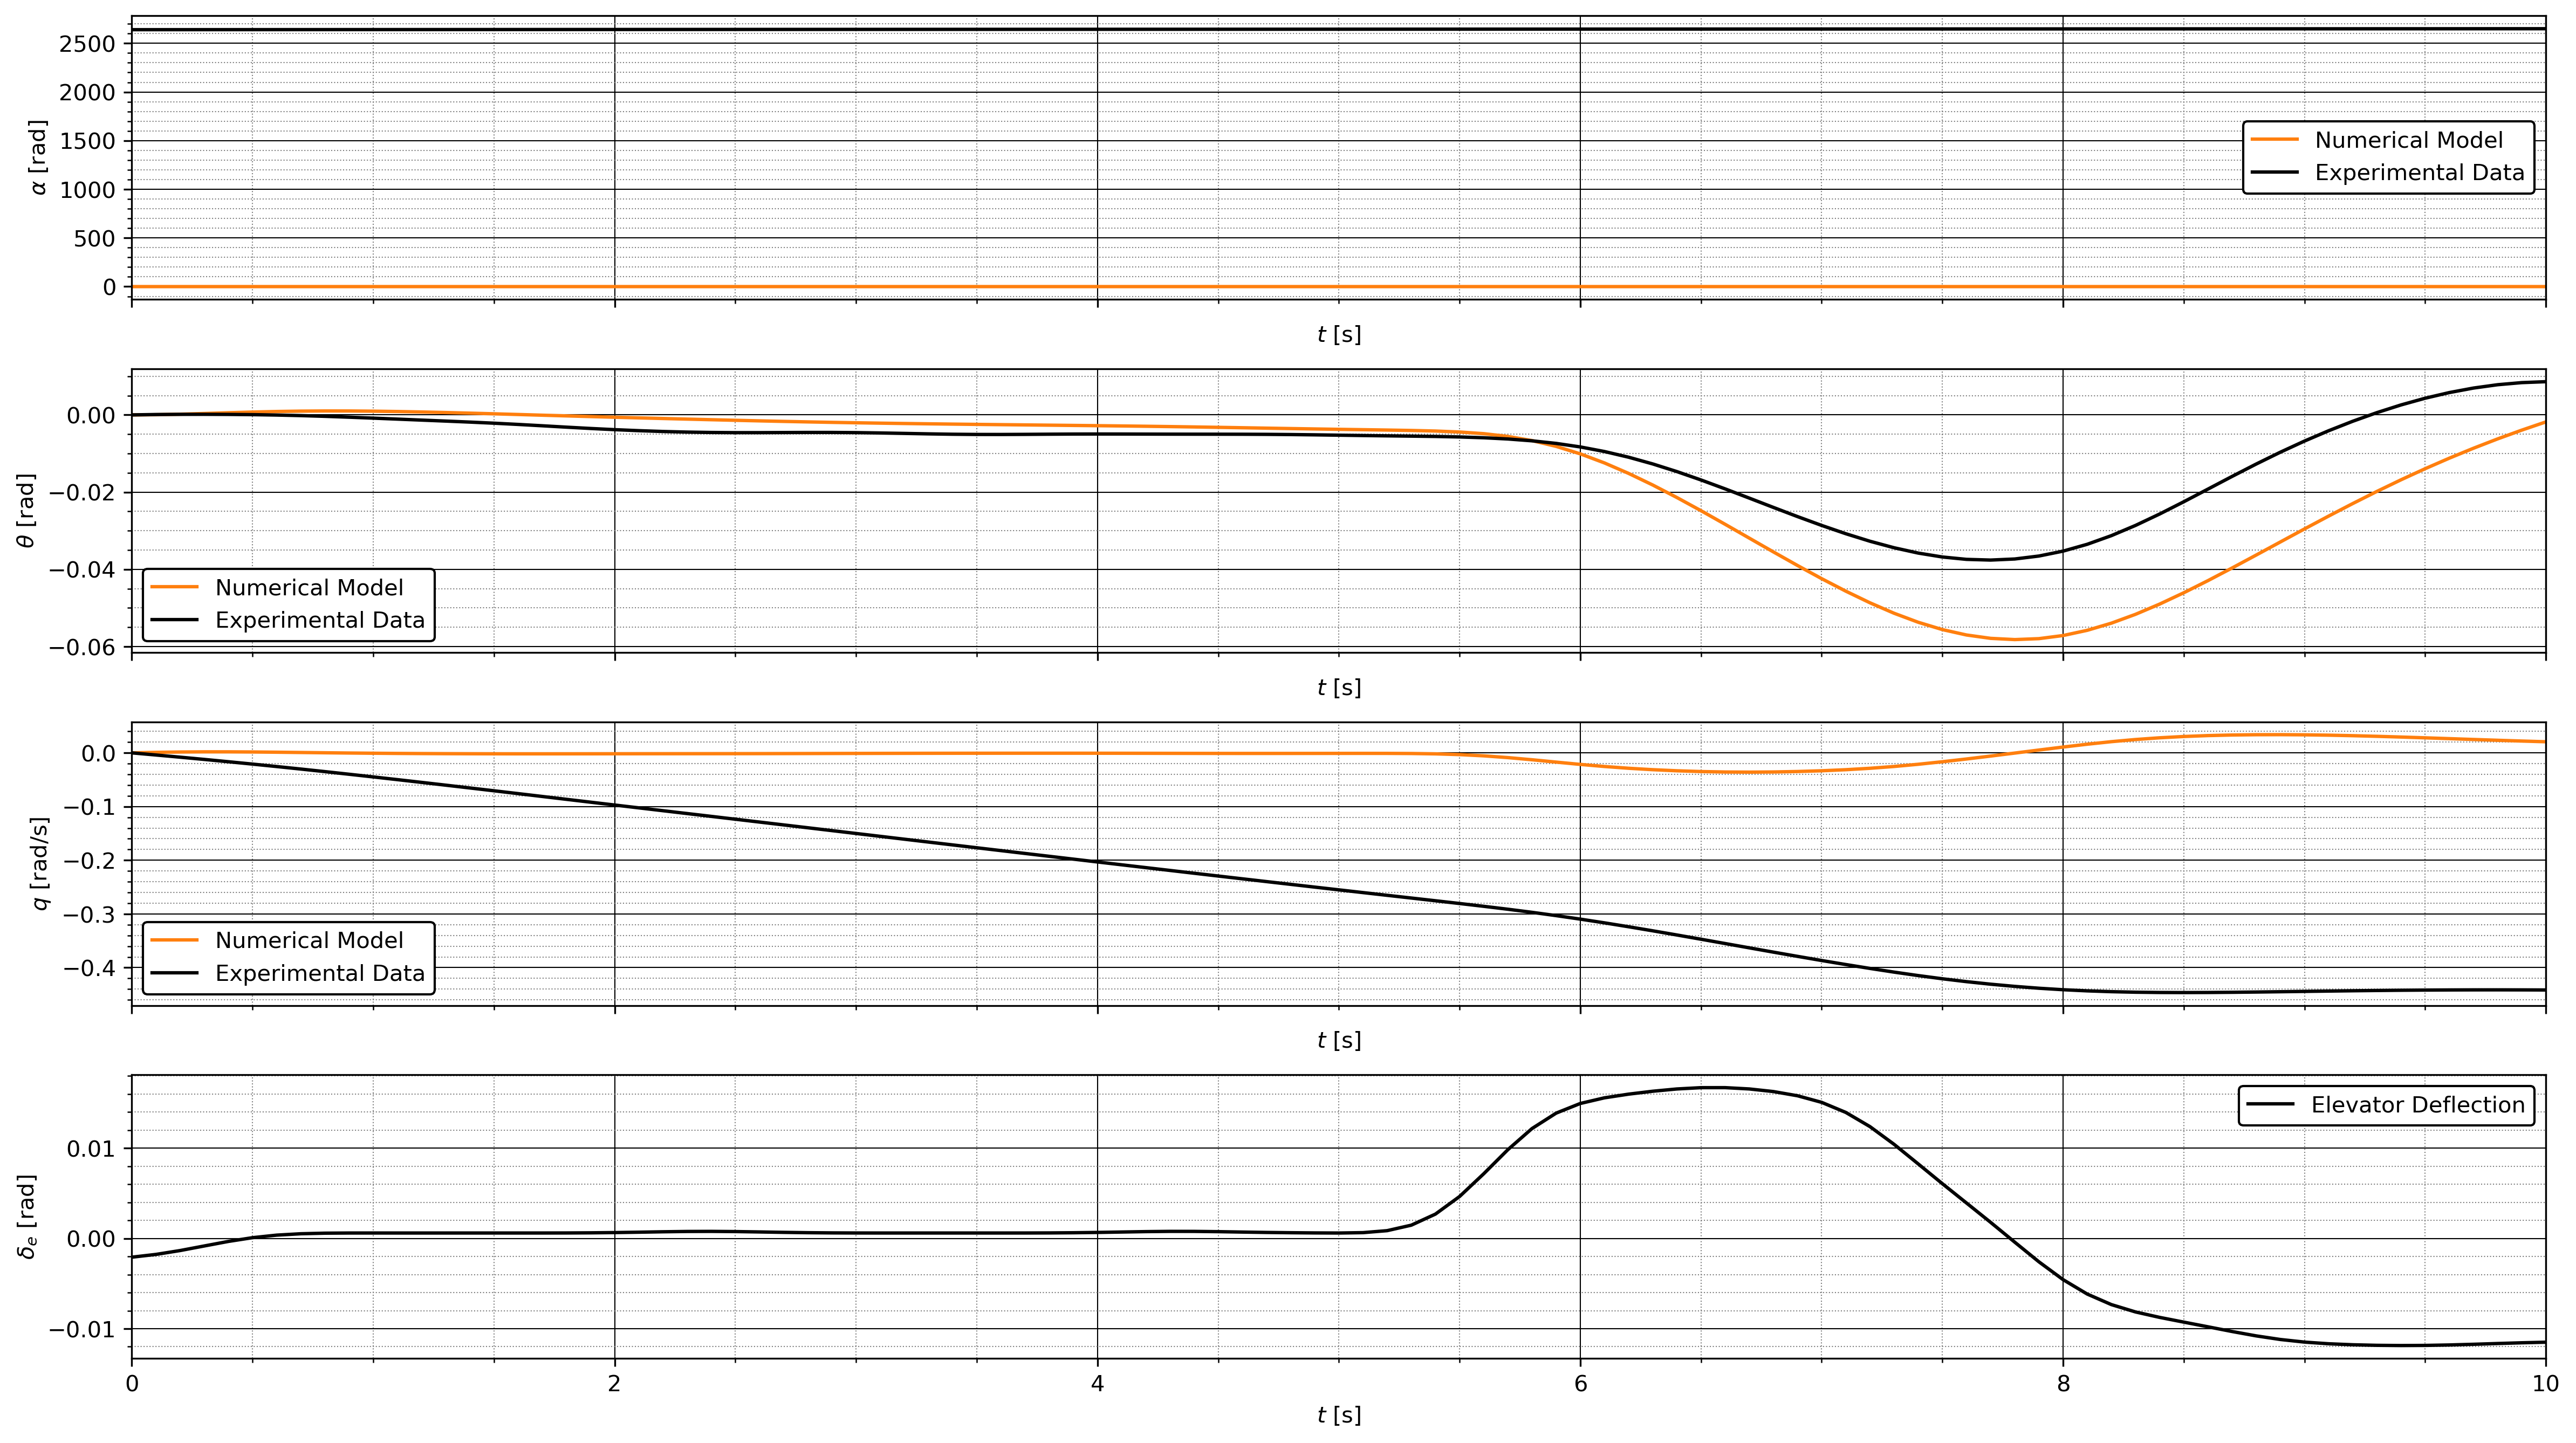 2500
2000
1500
1000
500
0
α [rad]
Numerical Model
Experimental Data
t [s]
0.00
−0.02
−0.04
−0.06
θ [rad]
Numerical Model
Experimental Data
t [s]
0.0
−0.1
−0.2
−0.3
−0.4
q [rad/s]
Numerical Model
Experimental Data
t [s]
0.01
0.00
−0.01
δₑ [rad]
Elevator Deflection
0 2 4 6 8 10
t [s]